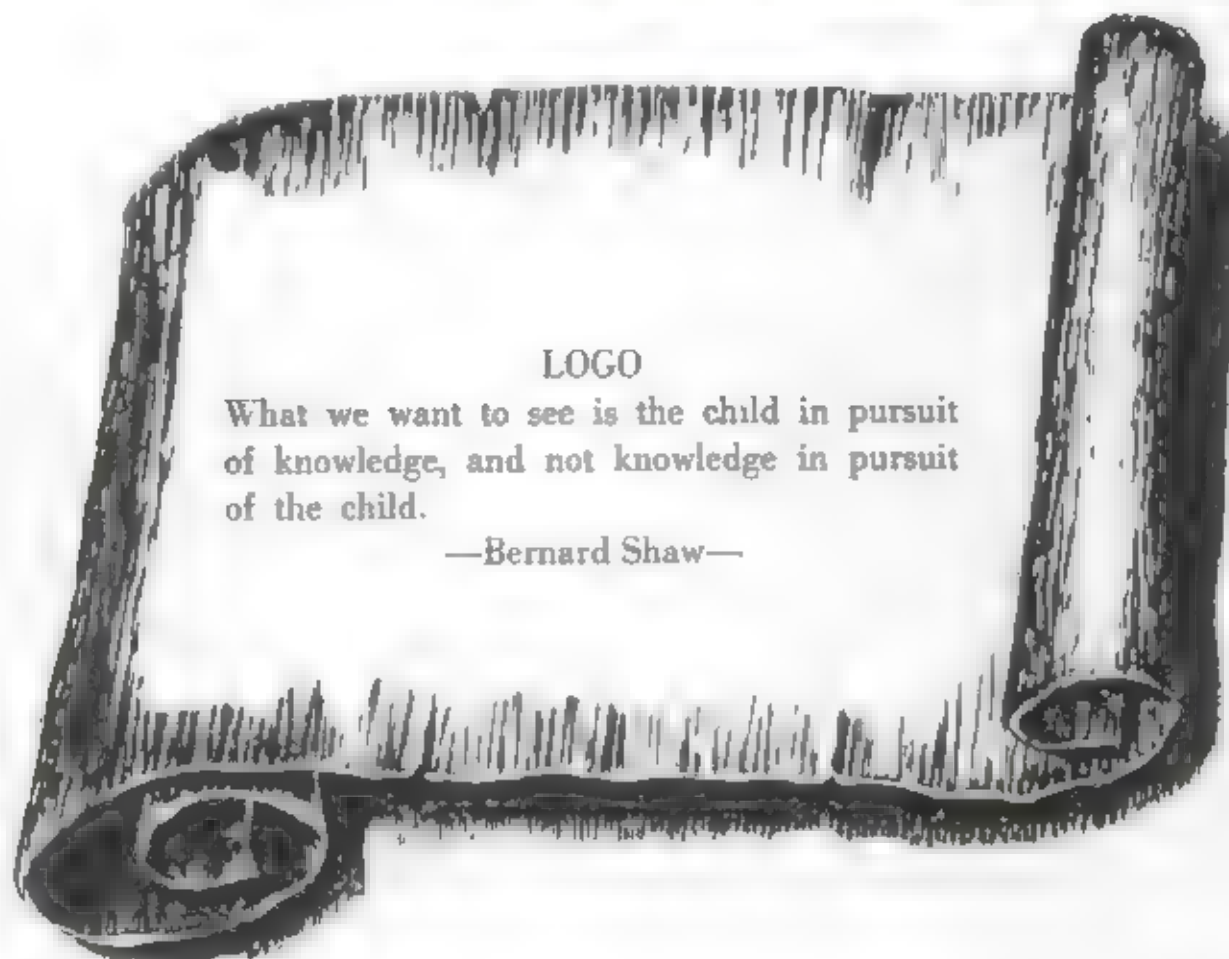 LOGO
What we want to see is the child in pursuit
of knowledge, and not knowledge in pursuit
of the child.
—Bernard Shaw—